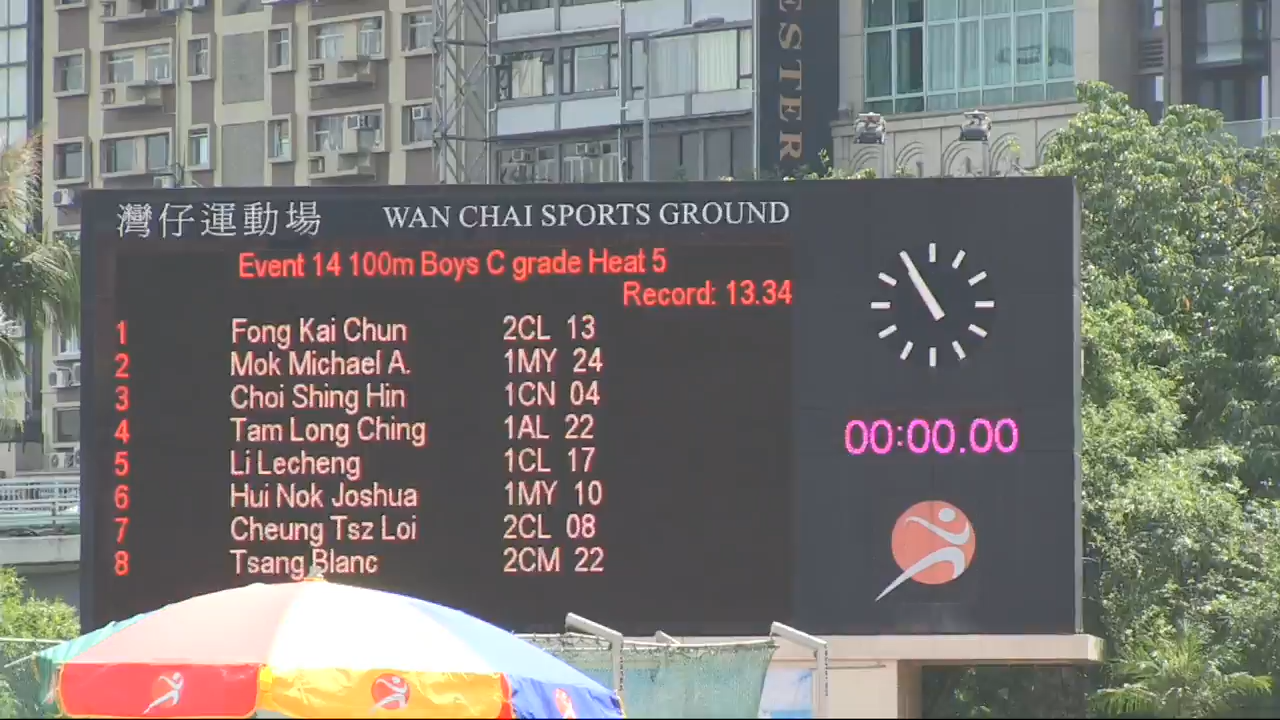 ESTER
灣仔運動場 WAN CHAI SPORTS GROUND
Event 14 100m Boys C grade Heat 5
Record: 13.34
1 Fong Kai Chun 2CL 13
2 Mok Michael A. 1MY 24
3 Choi Shing Hin 1CN 04
4 Tam Long Ching 1AL 22
5 Li Lecheng 1CL 17
6 Hui Nok Joshua 1MY 10
7 Cheung Tsz Loi 2CL 08
8 Tsang Blanc 2CM 22
00:00.00